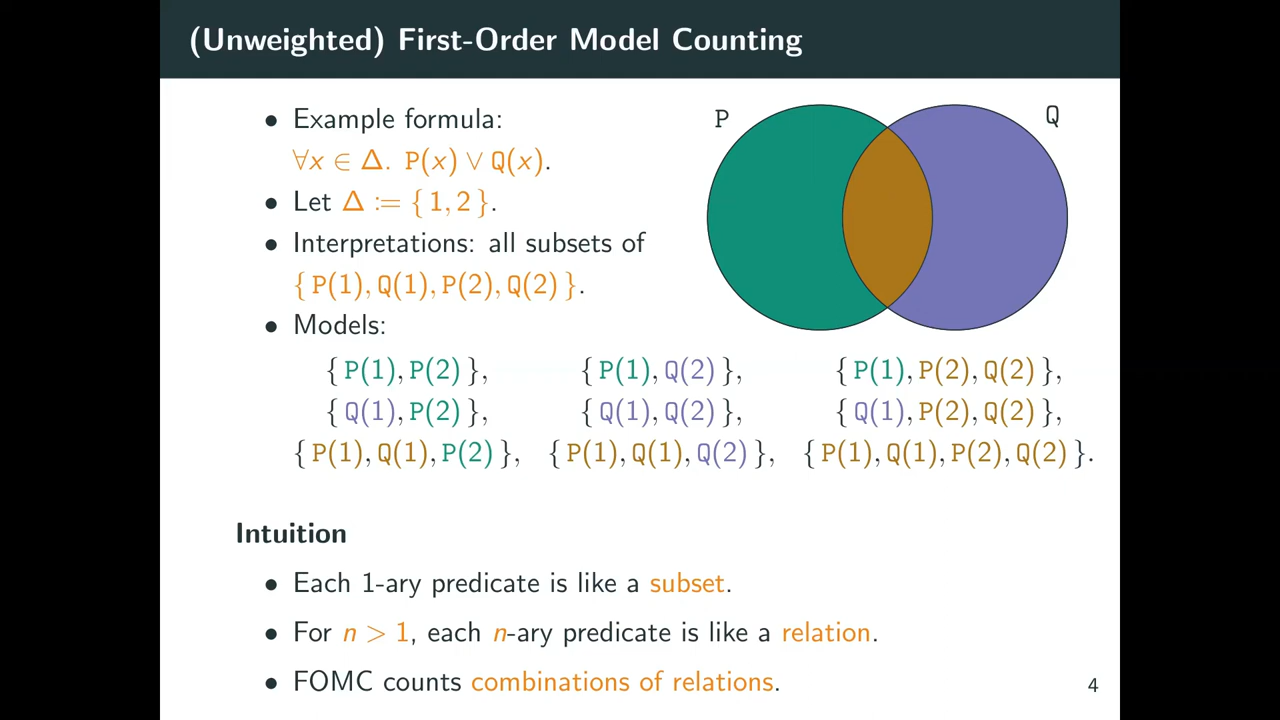 (Unweighted) First-Order Model Counting
• Example formula:
∀x ∈ Δ. P(x) ∨ Q(x).
• Let Δ := { 1, 2 }.
• Interpretations: all subsets of
{ P(1), Q(1), P(2), Q(2) }.
• Models:
P
Q
{ P(1), P(2) }, { P(1), Q(2) }, { P(1), P(2), Q(2) },
{ Q(1), P(2) }, { Q(1), Q(2) }, { Q(1), P(2), Q(2) },
{ P(1), Q(1), P(2) }, { P(1), Q(1), Q(2) }, { P(1), Q(1), P(2), Q(2) }.
Intuition
• Each 1-ary predicate is like a subset.
• For n > 1, each n-ary predicate is like a relation.
• FOMC counts combinations of relations.
4